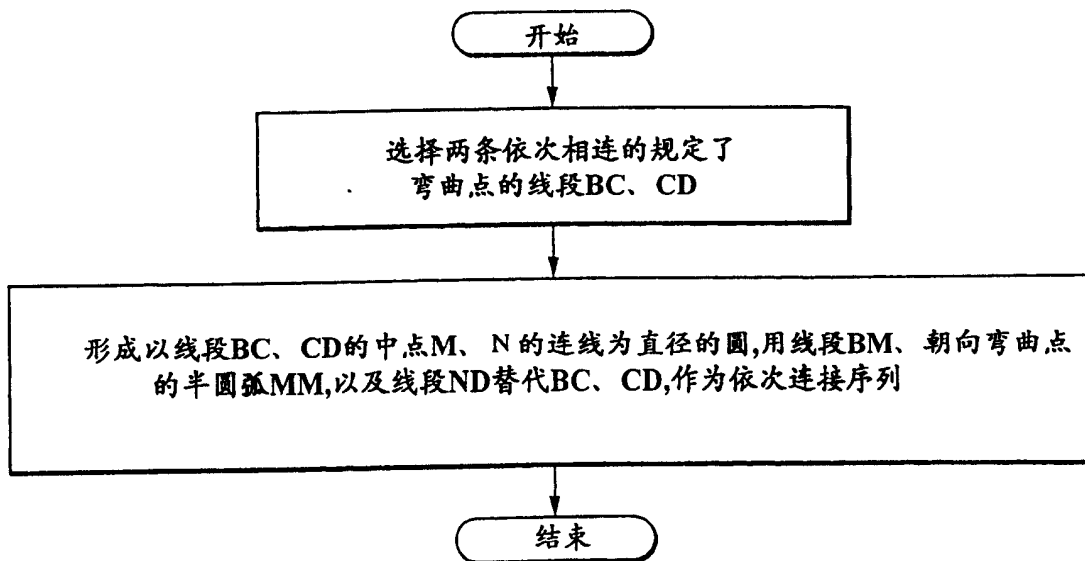 开始
选择两条依次相连的规定了
弯曲点的线段BC、CD
形成以线段BC、CD的中点M、N的连线为直径的圆,用线段BM、朝向弯曲点
的半圆弧MM,以及线段ND替代BC、CD,作为依次连接序列
结束